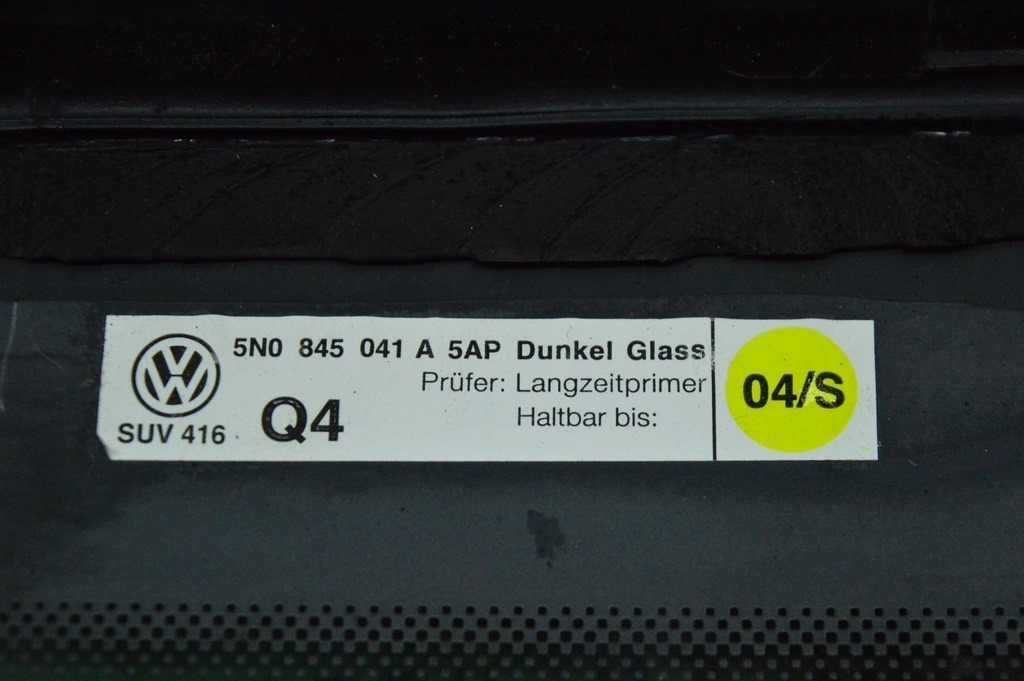 5N0 845 041 A 5AP Dunkel Glass
Prüfer: Langzeitprimer
Haltbar bis:
SUV 416
Q4
04/S